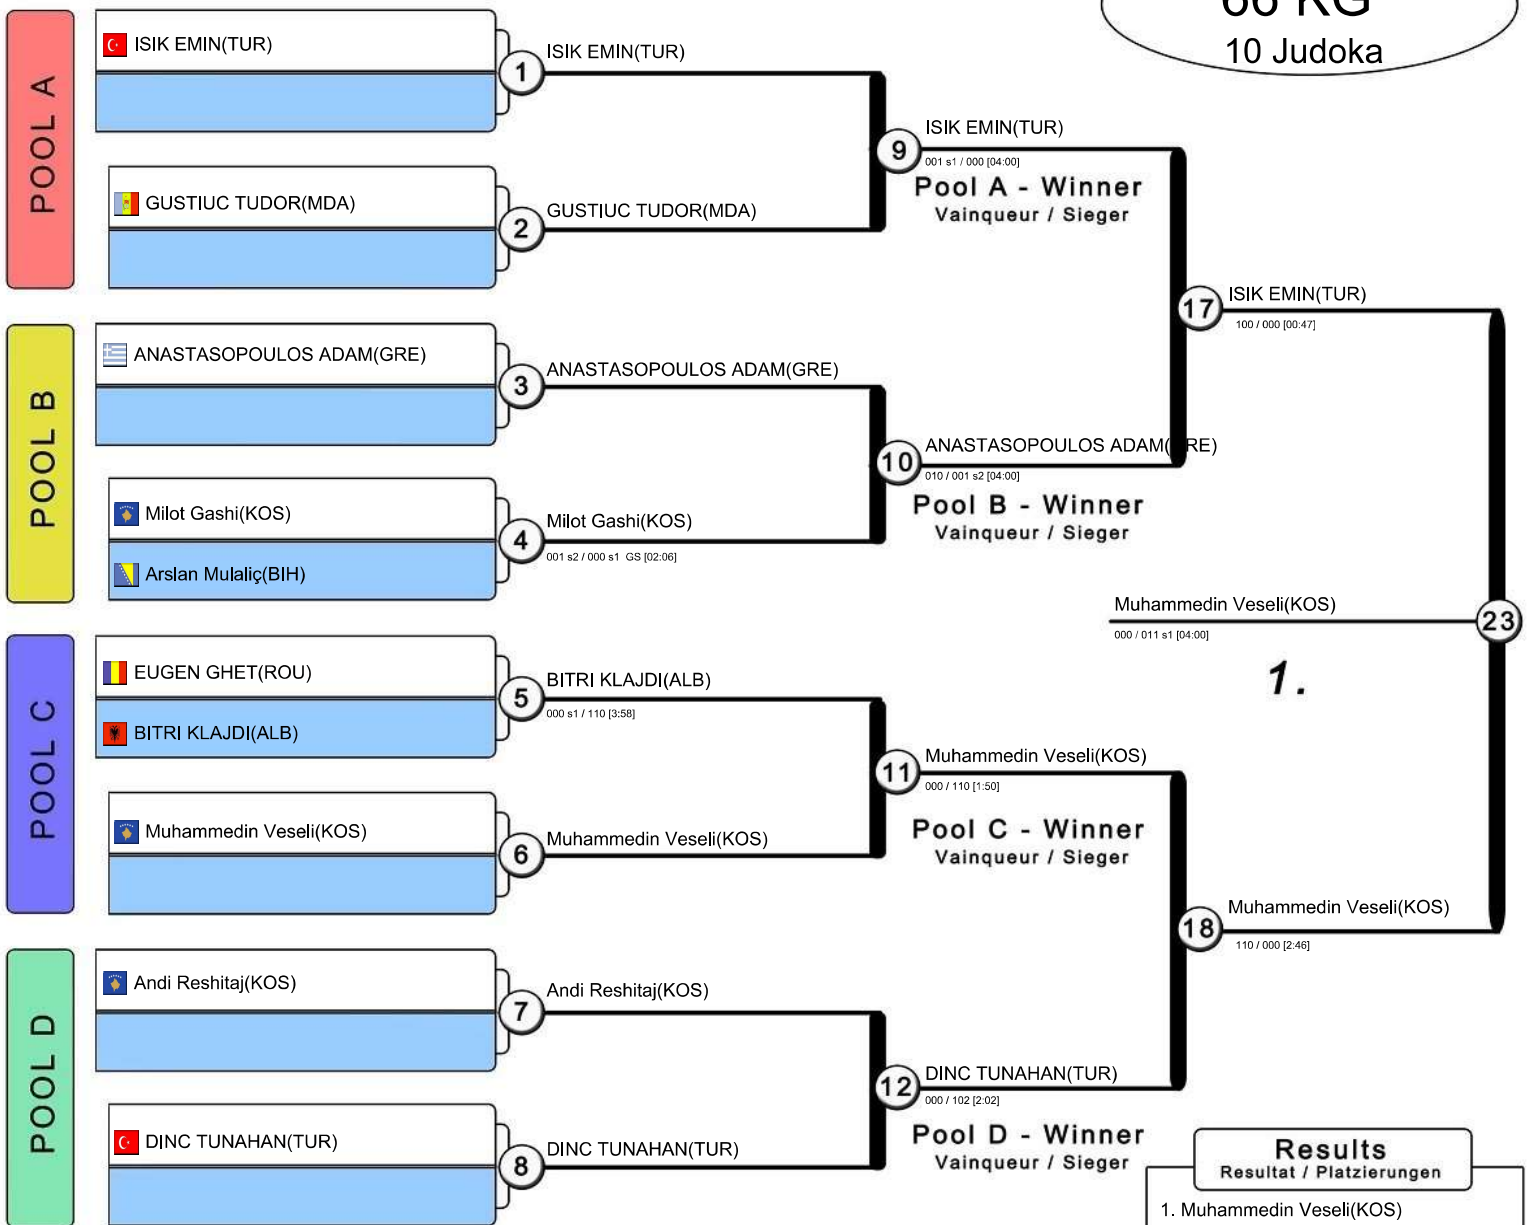 66 KG
10 Judoka
POOL A
ISIK EMIN(TUR)
1
ISIK EMIN(TUR)
GUSTIUC TUDOR(MDA)
2
GUSTIUC TUDOR(MDA)
9
ISIK EMIN(TUR)
001 s1 / 000 [04:00]
Pool A - Winner
Vainqueur / Sieger
POOL B
ANASTASOPOULOS ADAM(GRE)
3
ANASTASOPOULOS ADAM(GRE)
Milot Gashi(KOS)
Arslan Mulaliç(BIH)
4
Milot Gashi(KOS)
001 s2 / 000 s1 GS [02:06]
10
ANASTASOPOULOS ADAM(GRE)
010 / 001 s2 [04:00]
Pool B - Winner
Vainqueur / Sieger
17
ISIK EMIN(TUR)
100 / 000 [00:47]
POOL C
EUGEN GHET(ROU)
BITRI KLAJDI(ALB)
5
BITRI KLAJDI(ALB)
000 s1 / 110 [3:58]
Muhammedin Veseli(KOS)
6
Muhammedin Veseli(KOS)
11
Muhammedin Veseli(KOS)
000 / 110 [1:50]
Pool C - Winner
Vainqueur / Sieger
POOL D
Andi Reshitaj(KOS)
7
Andi Reshitaj(KOS)
DINC TUNAHAN(TUR)
8
DINC TUNAHAN(TUR)
12
DINC TUNAHAN(TUR)
000 / 102 [2:02]
Pool D - Winner
Vainqueur / Sieger
18
Muhammedin Veseli(KOS)
110 / 000 [2:46]
Muhammedin Veseli(KOS)
23
000 / 011 s1 [04:00]
1.
Results
Resultat / Platzierungen
1. Muhammedin Veseli(KOS)